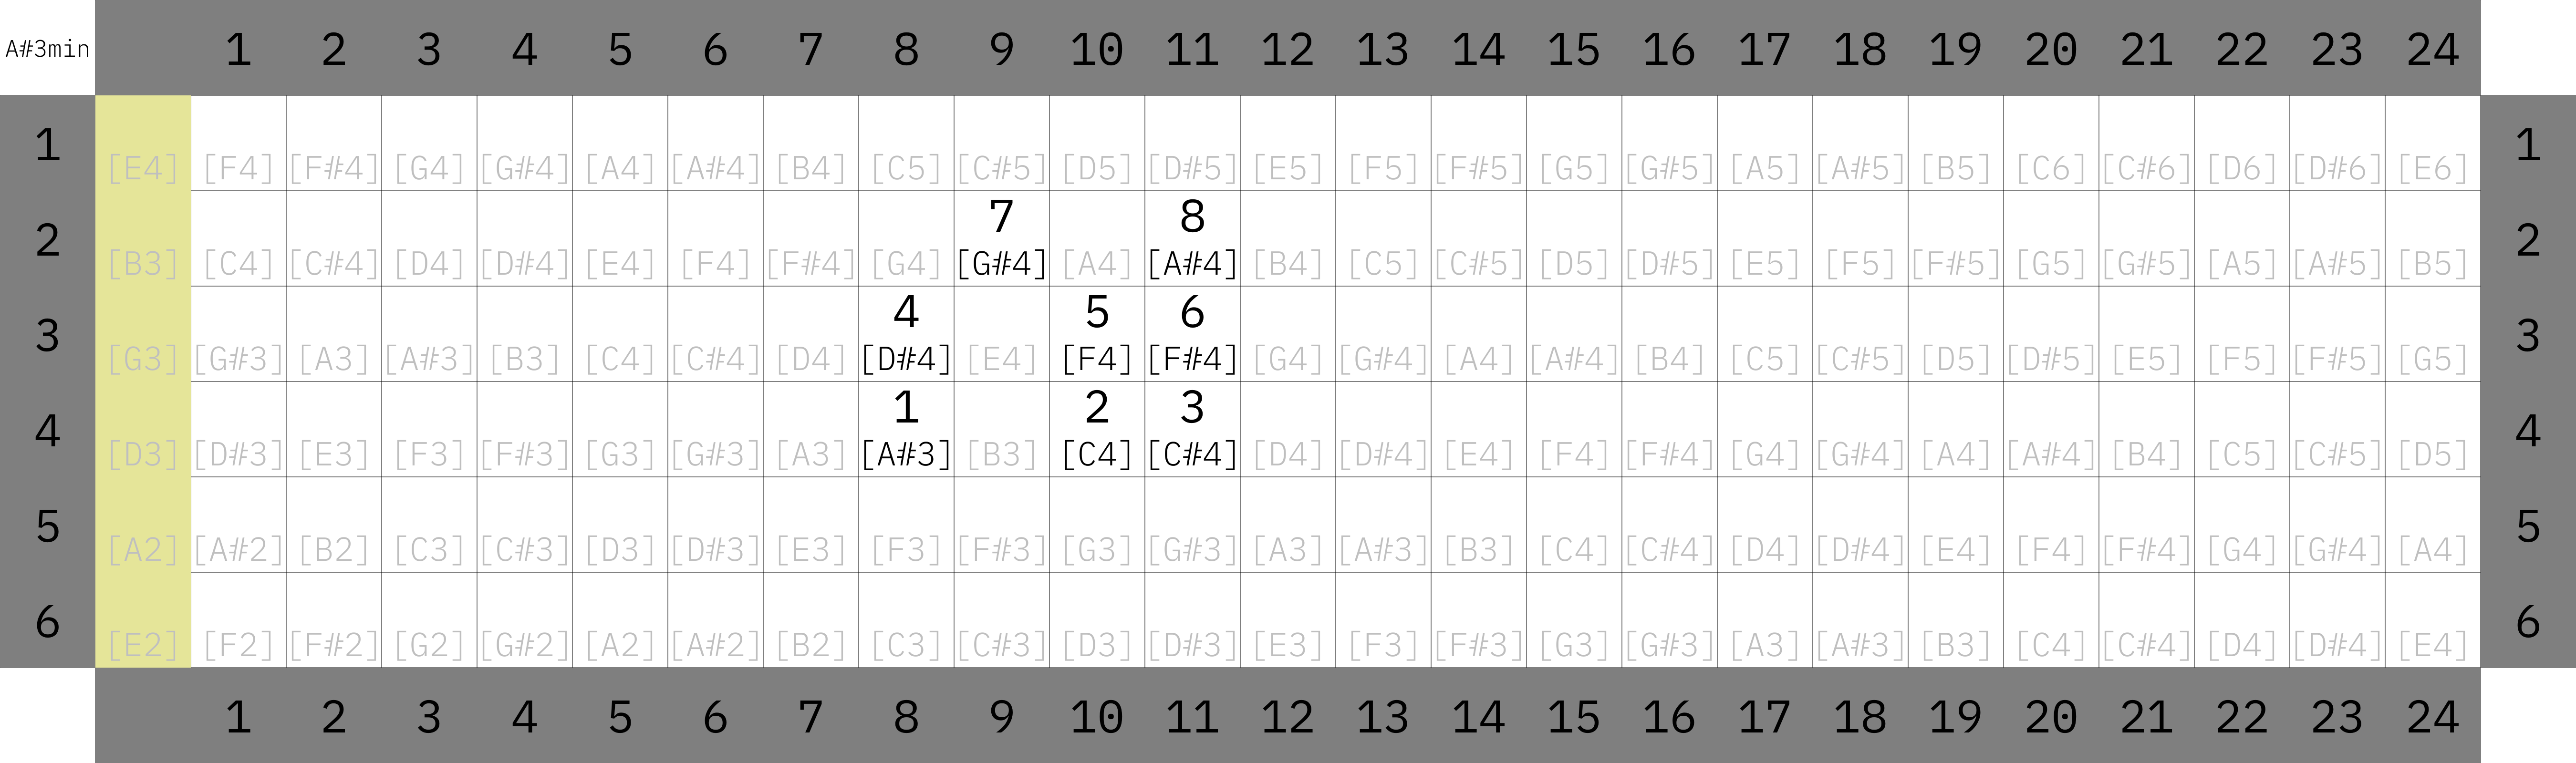 A#3min 1 2 3 4 5 6 7 8 9 10 11 12 13 14 15 16 17 18 19 20 21 22 23 24
1 [E4] [F4] [F#4] [G4] [G#4] [A4] [A#4] [B4] [C5] [C#5] [D5] [D#5] [E5] [F5] [F#5] [G5] [G#5] [A5] [A#5] [B5] [C6] [C#6] [D6] [D#6] [E6] 1
7 8
2 [B3] [C4] [C#4] [D4] [D#4] [E4] [F4] [F#4] [G4] [G#4] [A4] [A#4] [B4] [C5] [C#5] [D5] [D#5] [E5] [F5] [F#5] [G5] [G#5] [A5] [A#5] [B5] 2
4 5 6
3 [G3] [G#3] [A3] [A#3] [B3] [C4] [C#4] [D4] [D#4] [E4] [F4] [F#4] [G4] [G#4] [A4] [A#4] [B4] [C5] [C#5] [D5] [D#5] [E5] [F5] [F#5] [G5] 3
1 2 3
4 [D3] [D#3] [E3] [F3] [F#3] [G3] [G#3] [A3] [A#3] [B3] [C4] [C#4] [D4] [D#4] [E4] [F4] [F#4] [G4] [G#4] [A4] [A#4] [B4] [C5] [C#5] [D5] 4
5 [A2] [A#2] [B2] [C3] [C#3] [D3] [D#3] [E3] [F3] [F#3] [G3] [G#3] [A3] [A#3] [B3] [C4] [C#4] [D4] [D#4] [E4] [F4] [F#4] [G4] [G#4] [A4] 5
6 [E2] [F2] [F#2] [G2] [G#2] [A2] [A#2] [B2] [C3] [C#3] [D3] [D#3] [E3] [F3] [F#3] [G3] [G#3] [A3] [A#3] [B3] [C4] [C#4] [D4] [D#4] [E4] 6
1 2 3 4 5 6 7 8 9 10 11 12 13 14 15 16 17 18 19 20 21 22 23 24